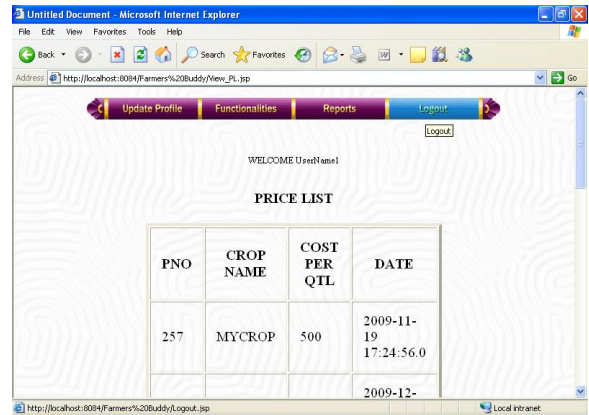 Untitled Document - Microsoft Internet Explorer
File Edit View Favorites Tools Help
Back Search Favorites
Address http://localhost:8084/Farmers%20Buddy/View_PL.jsp Go
Update Profile Functionalities Reports Logout
Logout
WELCOME UserName1
PRICE LIST
PNO CROP NAME COST PER QTL DATE
257 MYCROP 500 2009-11-19 17:24:56.0
2009-12-
http://localhost:8084/Farmers%20Buddy/Logout.jsp Local intranet